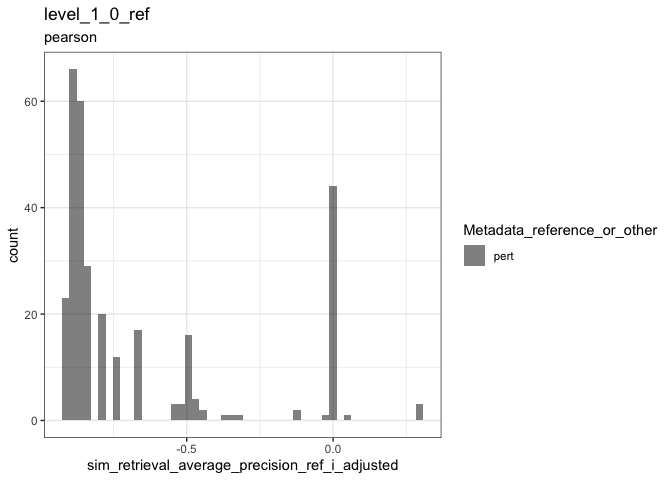 level_1_0_ref
pearson
60
40
20
0
count
-0.5
0.0
sim_retrieval_average_precision_ref_i_adjusted
Metadata_reference_or_other
pert